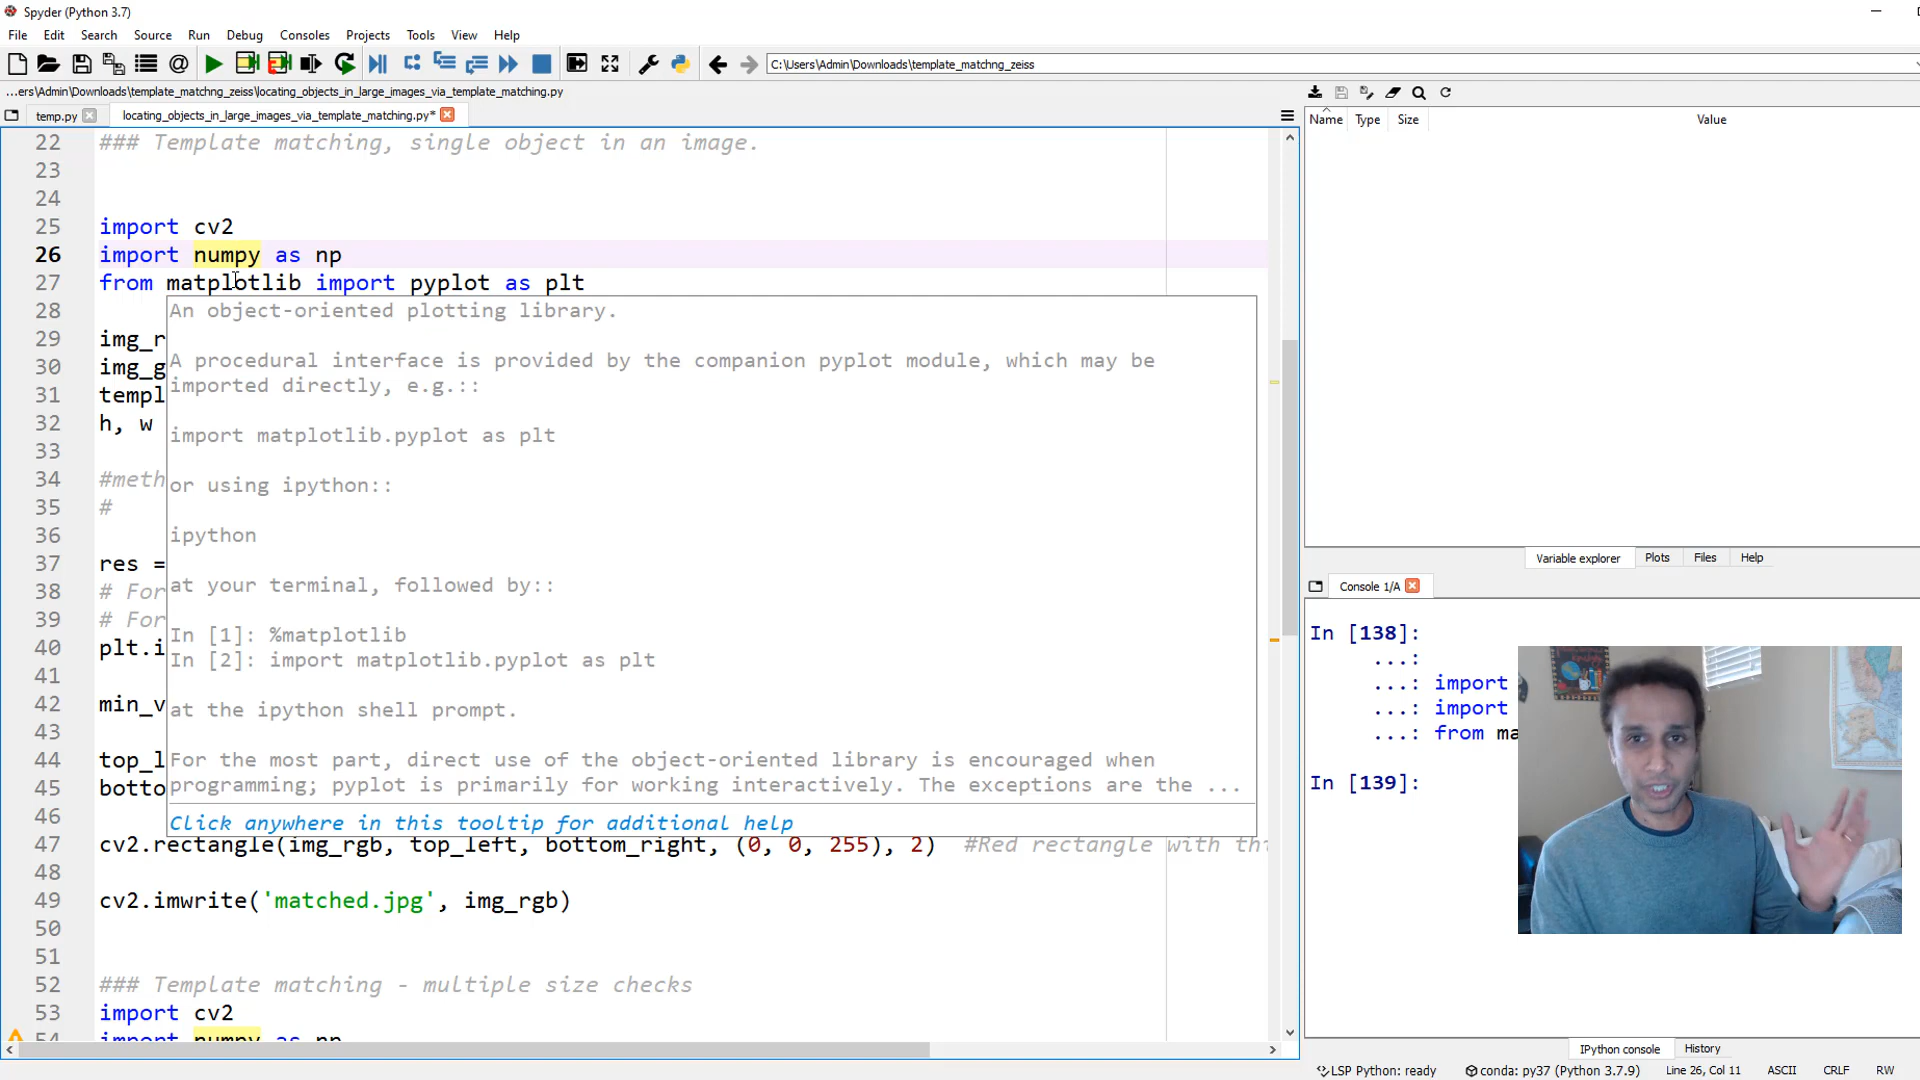 Spyder (Python 3.7)
File Edit Search Source Run Debug Consoles Projects Tools View Help
C:\Users\Admin\Downloads\template_matchng_zeiss
...ers\Admin\Downloads\template_matchng_zeiss\locating_objects_in_large_images_via_template_matching.py
temp.py locating_objects_in_large_images_via_template_matching.py*
22 ### Template matching, single object in an image.
23
24
25 import cv2
26 import numpy as np
27 from matplotlib import pyplot as plt
28 An object-oriented plotting library.
29 img_r
A procedural interface is provided by the companion pyplot module, which may be
30 img_g
imported directly, e.g.::
31 templ
32 h, w import matplotlib.pyplot as plt
33
34 #meth or using ipython::
35 #
36 ipython
37 res =
38 # For at your terminal, followed by::
39 # For
In [1]: %matplotlib
40 plt.i
In [2]: import matplotlib.pyplot as plt
41
42 min_v at the ipython shell prompt.
43
44 top_l For the most part, direct use of the object-oriented library is encouraged when
45 botto programming; pyplot is primarily for working interactively. The exceptions are the ...
46 Click anywhere in this tooltip for additional help
47 cv2.rectangle(img_rgb, top_left, bottom_right, (0, 0, 255), 2) #Red rectangle with th
48
49 cv2.imwrite('matched.jpg', img_rgb)
50
51
52 ### Template matching - multiple size checks
53 import cv2
54 import numpy as np
Name Type Size Value
Variable explorer Plots Files Help
Console 1/A
In [138]:
...:
...: import
...: import
...: from ma
In [139]:
IPython console History
LSP Python: ready conda: py37 (Python 3.7.9) Line 26, Col 11 ASCII CRLF RW